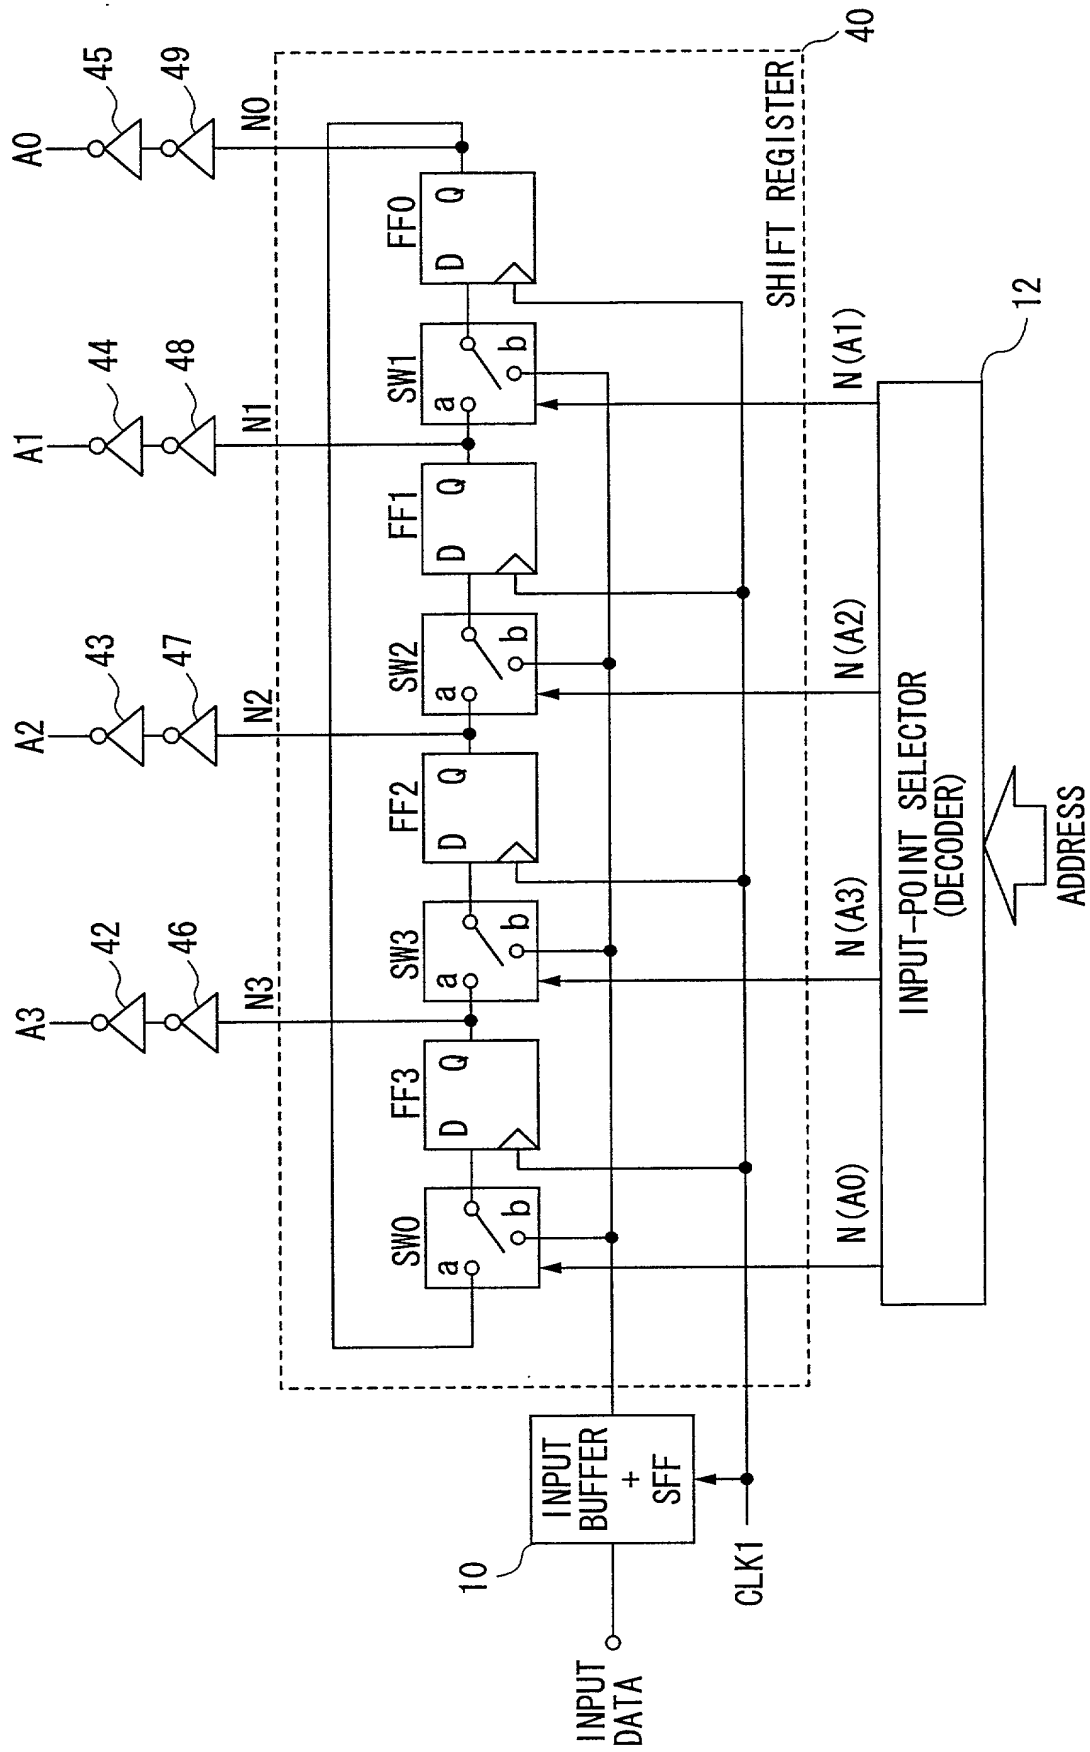 A3
A2
A1
A0
42
43
44
45
46
47
48
49
N3
N2
N1
N0
SW0
FF3
SW3
FF2
SW2
FF1
SW1
FF0
a
b
D
Q
a
b
D
Q
a
b
D
Q
a
b
D
Q
10
INPUT
BUFFER
+
SFF
INPUT
DATA
CLK1
SHIFT REGISTER
40
N(A0)
N(A3)
N(A2)
N(A1)
INPUT-POINT SELECTOR
(DECODER)
12
ADDRESS